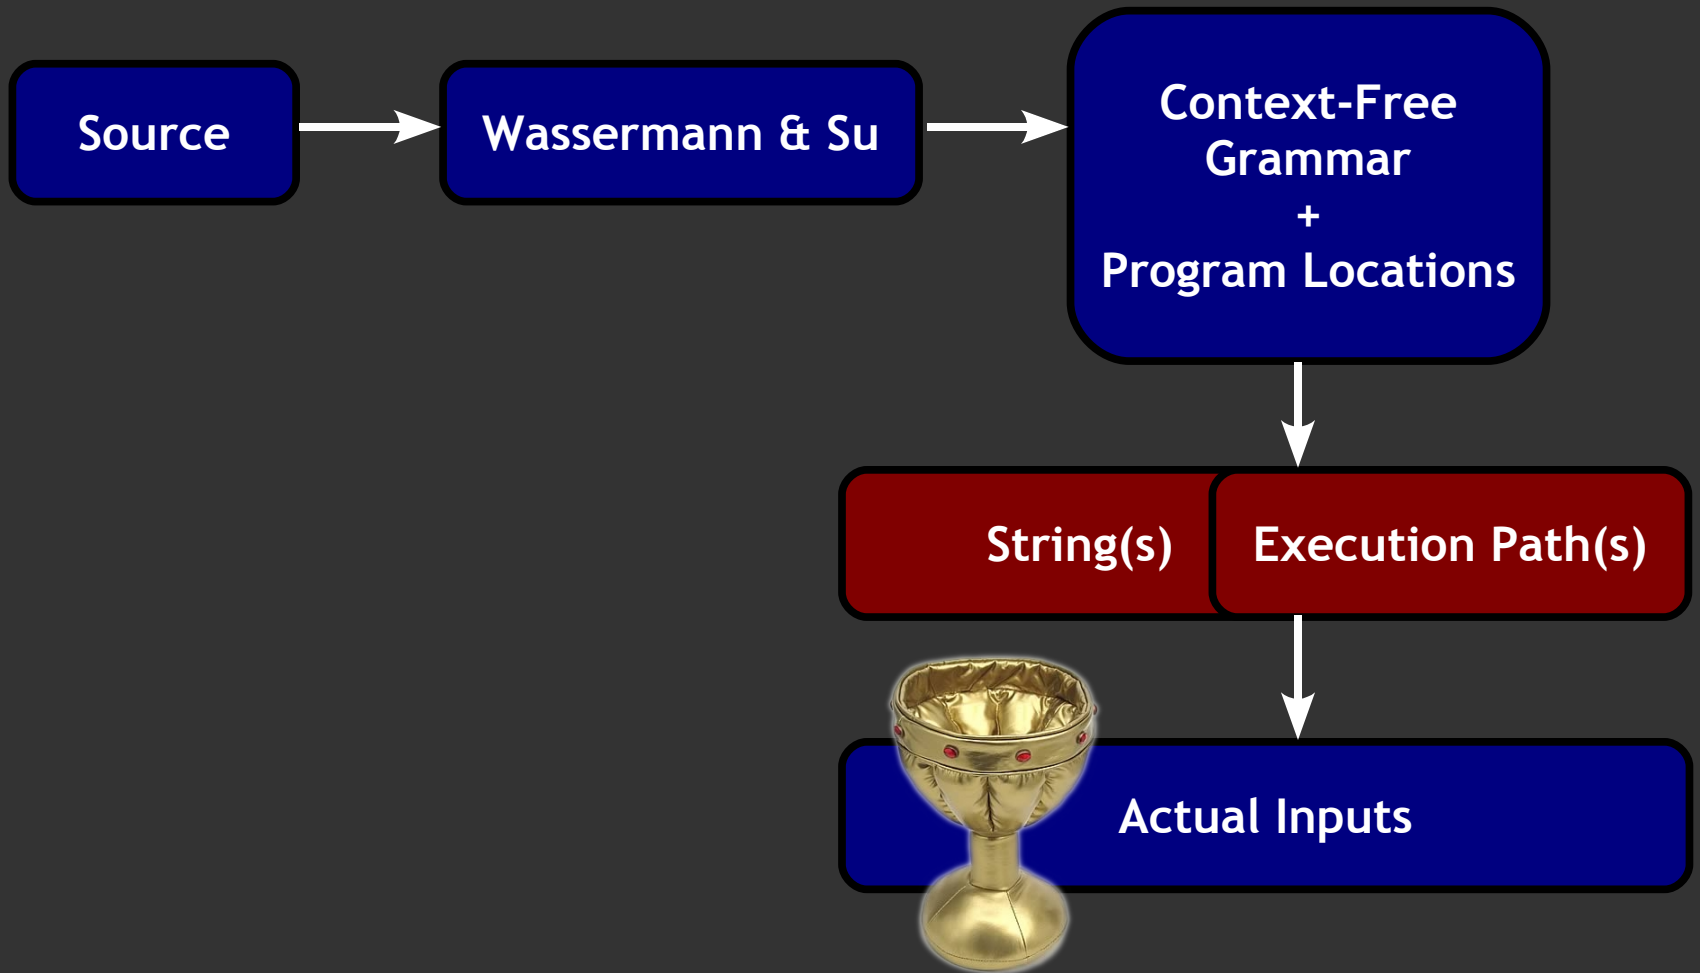 Source
Wassermann & Su
Context-Free
Grammar
+
Program Locations
String(s)
Execution Path(s)
Actual Inputs